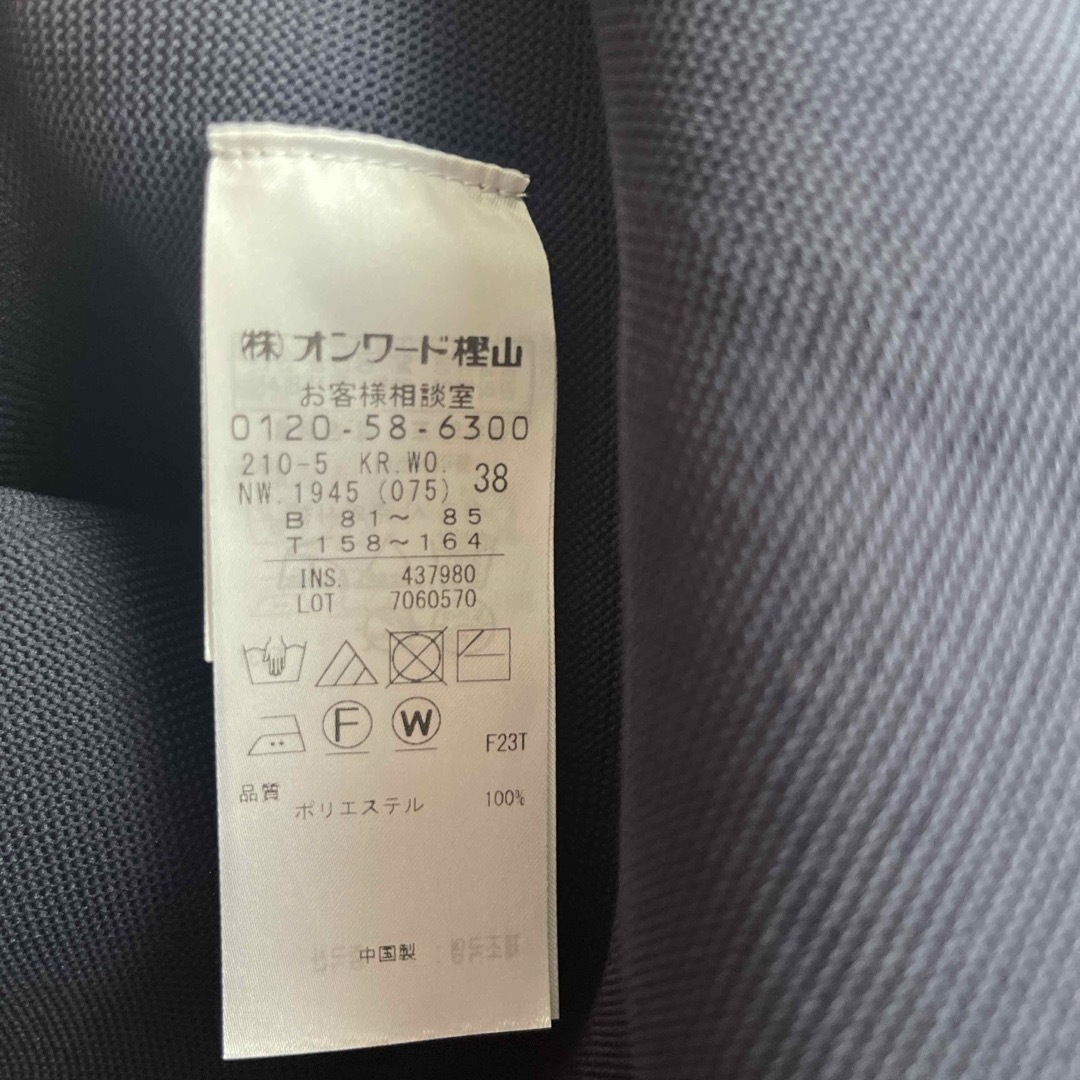 (株)オンワード樫山
お客様相談室
0120-58-6300
210-5 KR.WO. 38
NW.1945 (075)
B 81～ 85
T158～164
INS. 437980
LOT 7060570
F W
F23T
品質 ポリエステル 100%
中国製